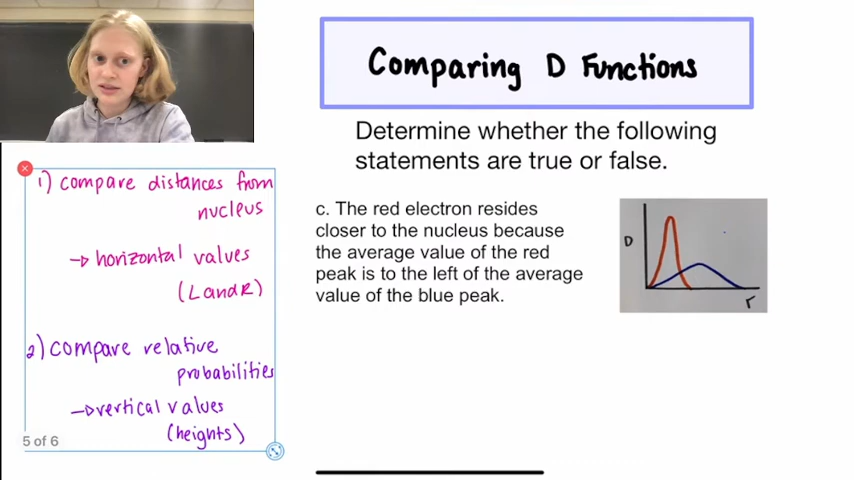 Comparing D Functions
Determine whether the following
statements are true or false.
1) compare distances from
nucleus
→ horizontal values
(L and R)
2) compare relative
probabilities
→ vertical values
(heights)
5 of 6
c. The red electron resides
closer to the nucleus because
the average value of the red
peak is to the left of the average
value of the blue peak.
D
r